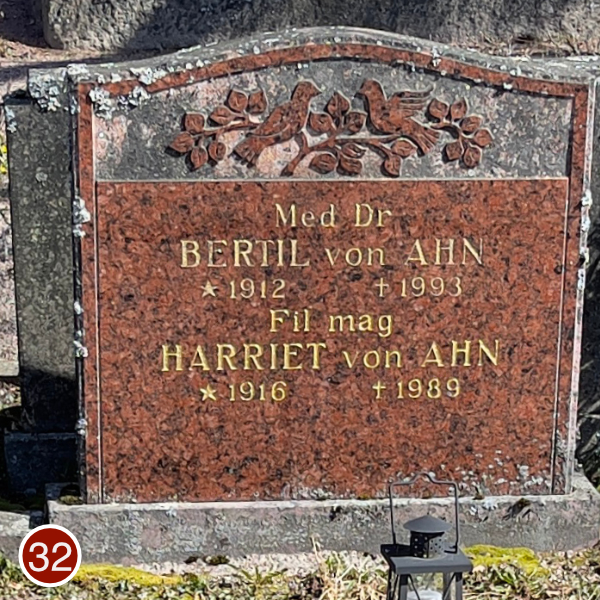 Med Dr
BERTIL von AHN
★ 1912 † 1993
Fil mag
HARRIET von AHN
★ 1916 † 1989
32